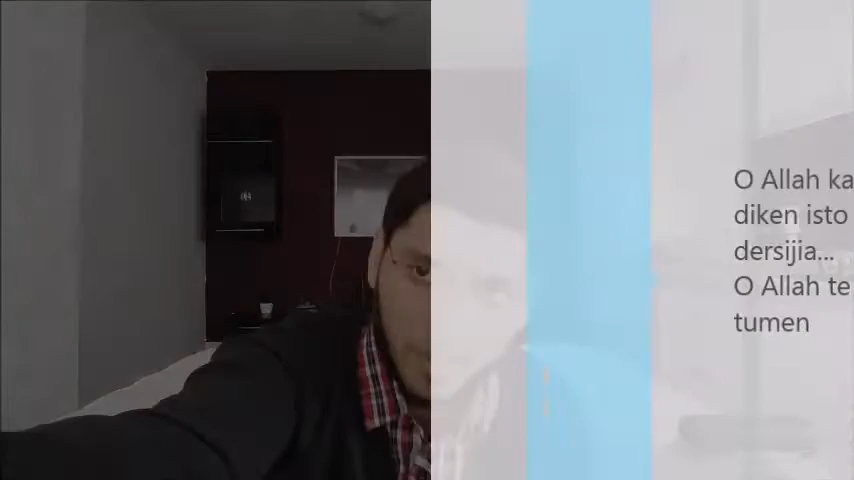 O Allah ka
diken isto
dersijia...
O Allah te
tumen